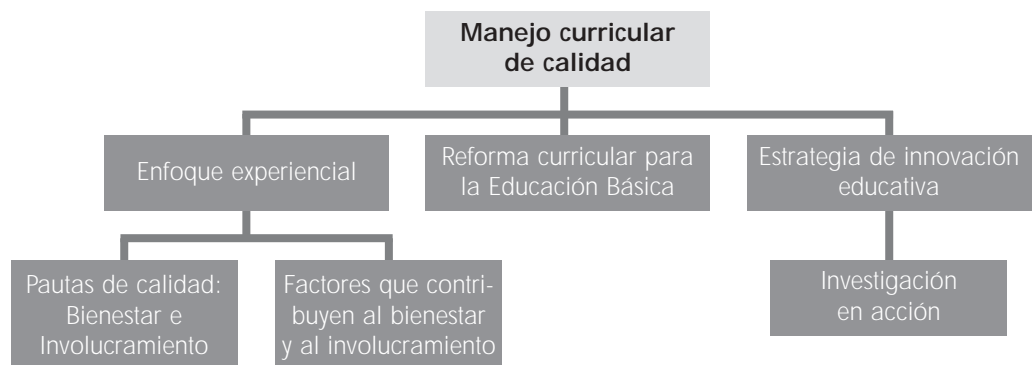 Manejo curricular
de calidad
Enfoque experiencial
Reforma curricular para
la Educación Básica
Estrategia de innovación
educativa
Pautas de calidad:
Bienestar e
Involucramiento
Factores que contri-
buyen al bienestar
y al involucramiento
Investigación
en acción